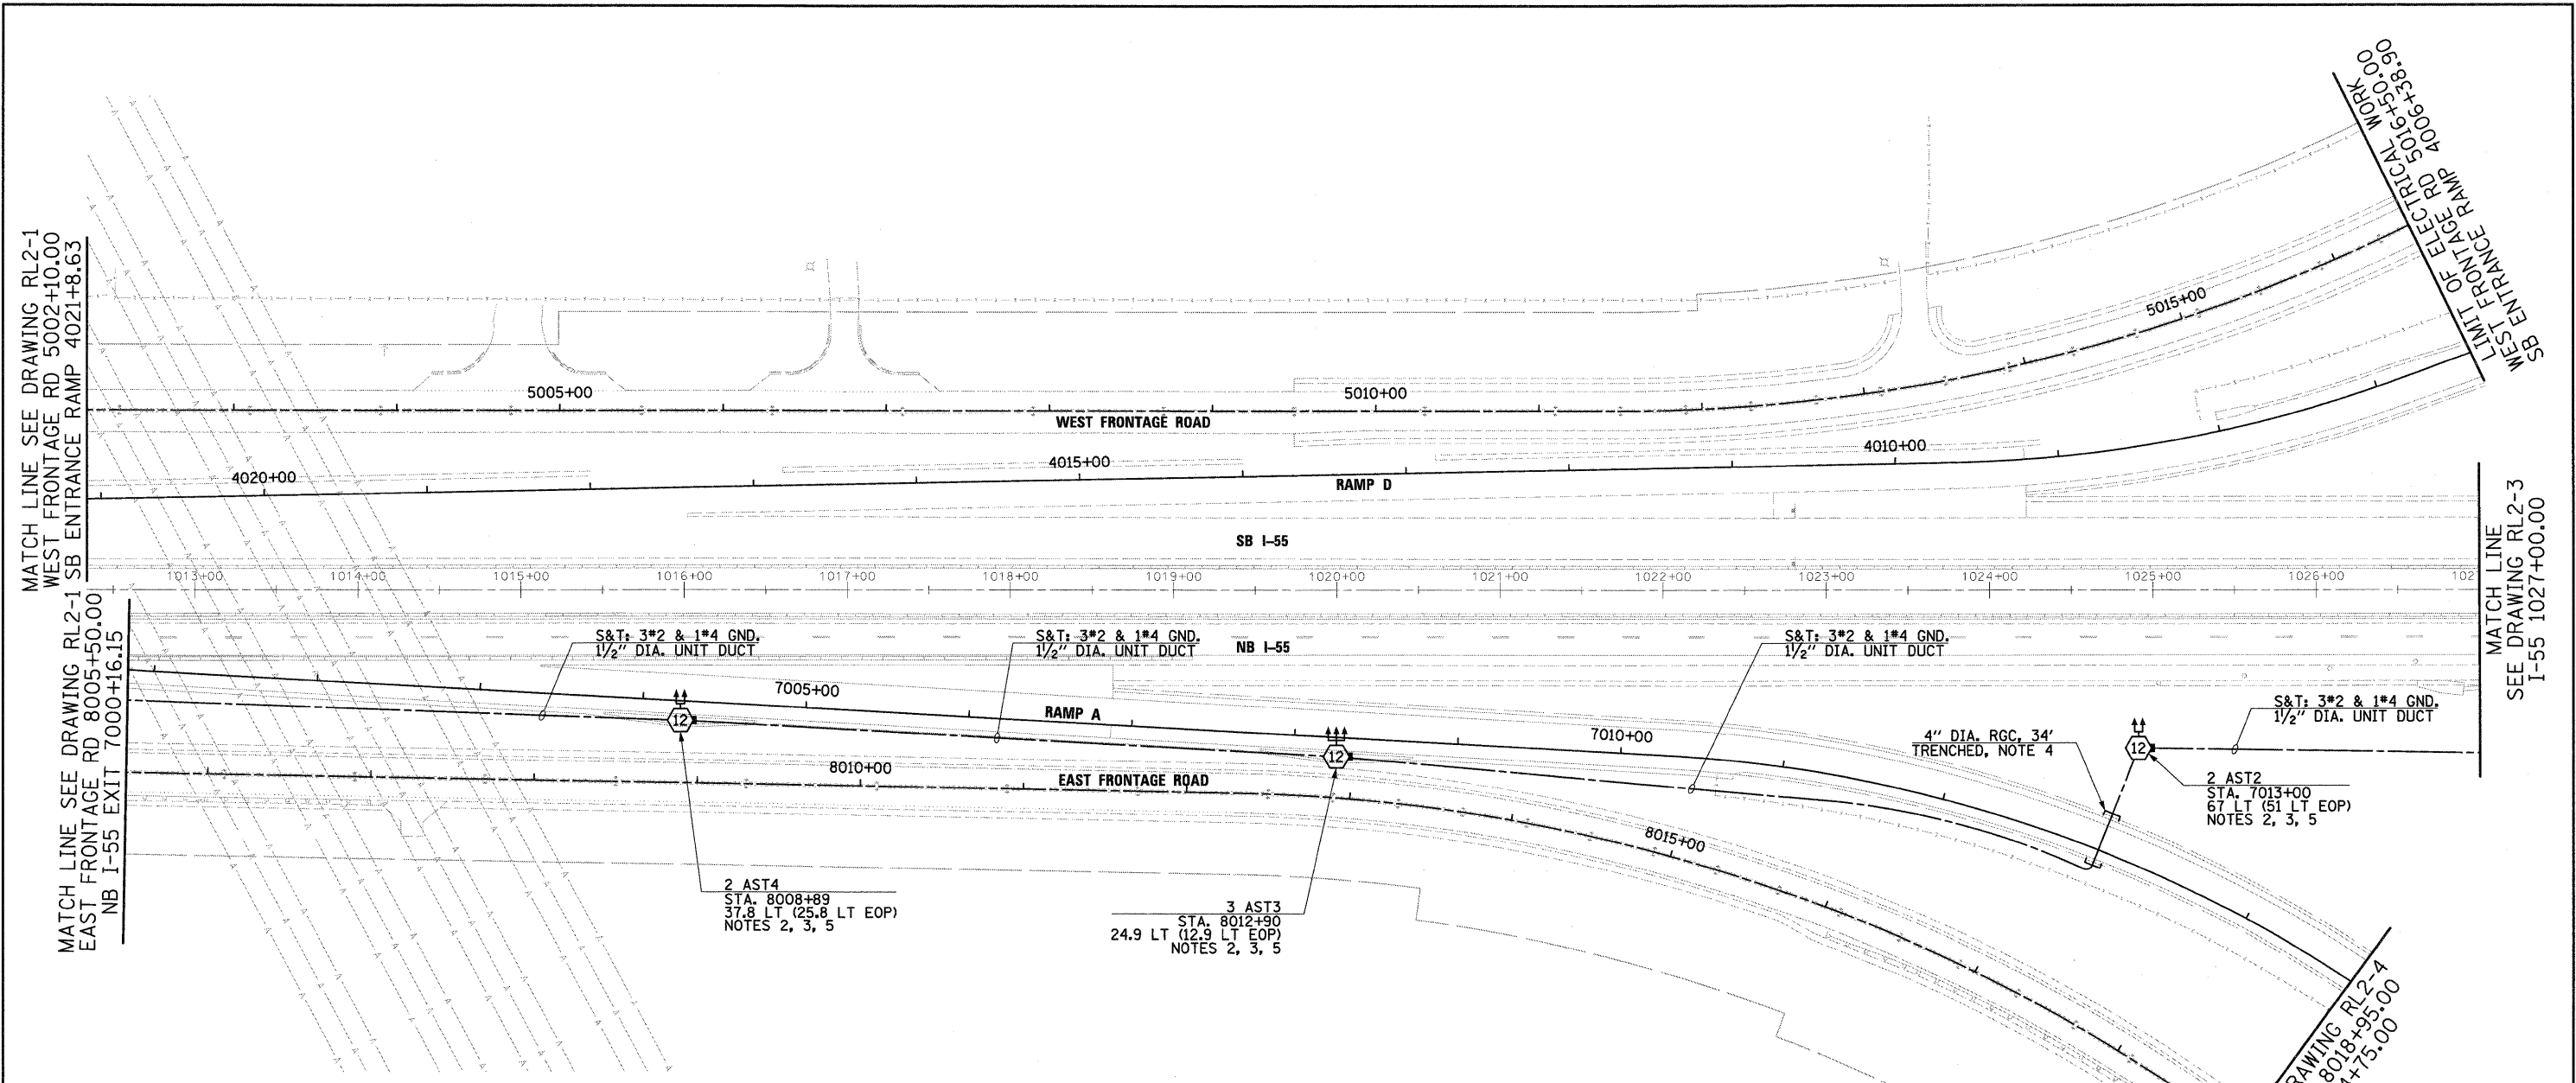 MATCH LINE SEE DRAWING RL2-1
WEST FRONTAGE RD 5002+10.00
SB ENTRANCE RAMP 4021+8.63
LIMIT OF ELECTRICAL WORK
WEST FRONTAGE RD 5016+50.00
SB ENTRANCE RAMP 4006+38.90
5005+00
5010+00
5015+00
WEST FRONTAGE ROAD
4020+00
4015+00
4010+00
RAMP D
SB I-55
1013+00
1014+00
1015+00
1016+00
1017+00
1018+00
1019+00
1020+00
1021+00
1022+00
1023+00
1024+00
1025+00
1026+00
MATCH LINE
SEE DRAWING RL2-3
I-55 1027+00.00
MATCH LINE SEE DRAWING RL2-1
EAST FRONTAGE RD 8005+50.00
NB I-55 EXIT 7000+16.15
S&T: 3#2 & 1#4 GND.
1½" DIA. UNIT DUCT
S&T: 3#2 & 1#4 GND.
1½" DIA. UNIT DUCT
NB I-55
S&T: 3#2 & 1#4 GND.
1½" DIA. UNIT DUCT
S&T: 3#2 & 1#4 GND.
1½" DIA. UNIT DUCT
7005+00
RAMP A
7010+00
12
12
12
4" DIA. RGC, 34'
TRENCHED, NOTE 4
2 AST2
STA. 7013+00
67 LT (51 LT EOP)
NOTES 2, 3, 5
8010+00
EAST FRONTAGE ROAD
8015+00
2 AST4
STA. 8008+89
37.8 LT (25.8 LT EOP)
NOTES 2, 3, 5
3 AST3
STA. 8012+90
24.9 LT (12.9 LT EOP)
NOTES 2, 3, 5
RL2-4
8018+95.00
+75.00